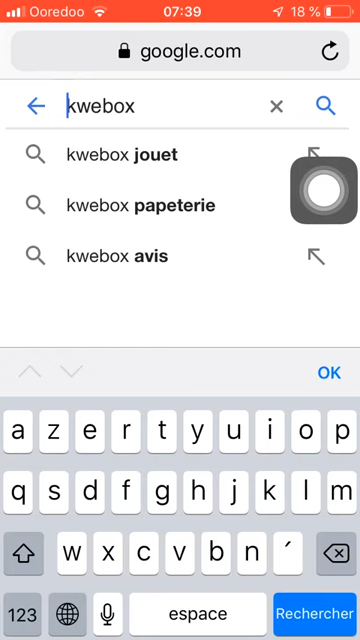 Ooredoo 07:39 18 %
google.com
kwebox
kwebox jouet
kwebox papeterie
kwebox avis
OK
a z e r t y u i o p
q s d f g h j k l m
w x c v b n ´
123 espace Rechercher